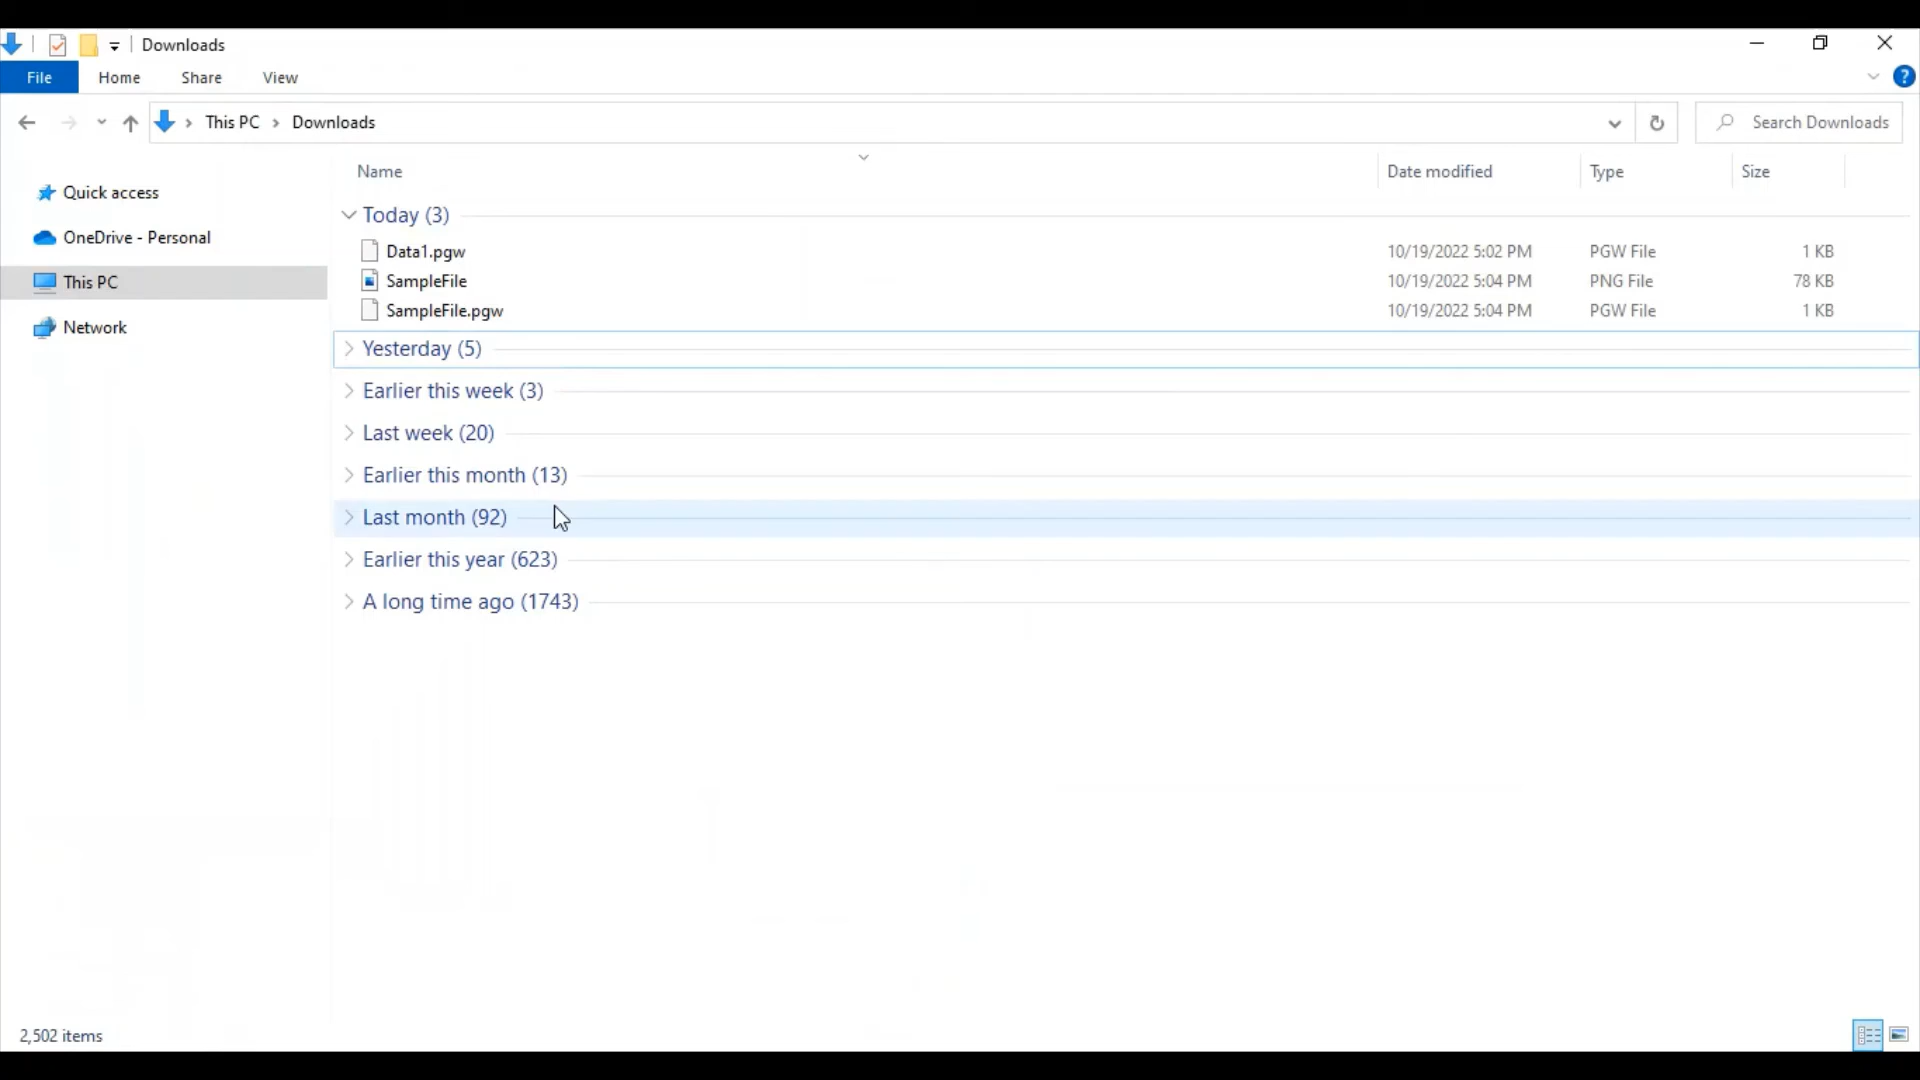 Downloads
File Home Share View ?
This PC Downloads Search Downloads
Name Date modified Type Size
Quick access
OneDrive - Personal
This PC
Network
Today (3)
Data1.pgw 10/19/2022 5:02 PM PGW File 1 KB
SampleFile 10/19/2022 5:04 PM PNG File 78 KB
SampleFile.pgw 10/19/2022 5:04 PM PGW File 1 KB
Yesterday (5)
Earlier this week (3)
Last week (20)
Earlier this month (13)
Last month (92)
Earlier this year (623)
A long time ago (1743)
2,502 items